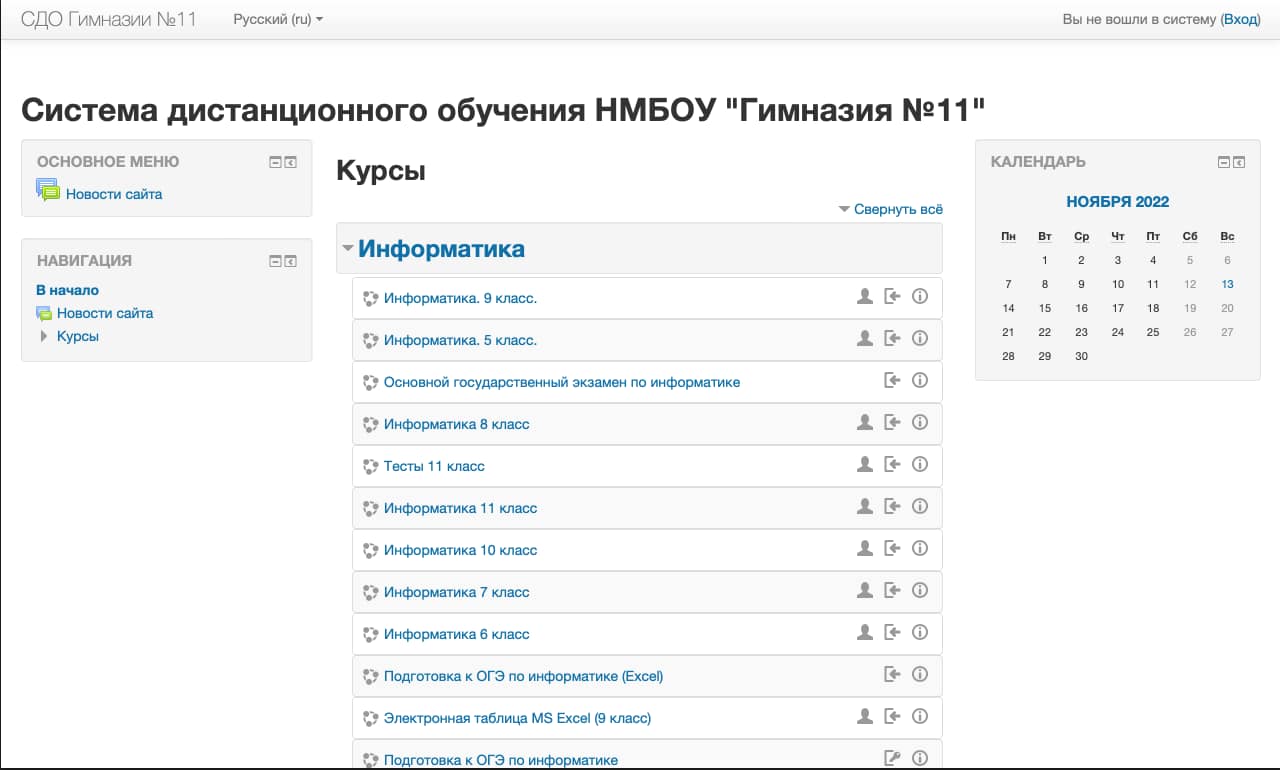 СДО Гимназии №11
Русский (ru)
Вы не вошли в систему (Вход)
Система дистанционного обучения НМБОУ "Гимназия №11"
ОСНОВНОЕ МЕНЮ
Новости сайта
НАВИГАЦИЯ
В начало
Новости сайта
Курсы
Курсы
Свернуть всё
Информатика
Информатика. 9 класс.
Информатика. 5 класс.
Основной государственный экзамен по информатике
Информатика 8 класс
Тесты 11 класс
Информатика 11 класс
Информатика 10 класс
Информатика 7 класс
Информатика 6 класс
Подготовка к ОГЭ по информатике (Excel)
Электронная таблица MS Excel (9 класс)
Подготовка к ОГЭ по информатике
КАЛЕНДАРЬ
НОЯБРЯ 2022
Пн Вт Ср Чт Пт Сб Вс
1 2 3 4 5 6
7 8 9 10 11 12 13
14 15 16 17 18 19 20
21 22 23 24 25 26 27
28 29 30